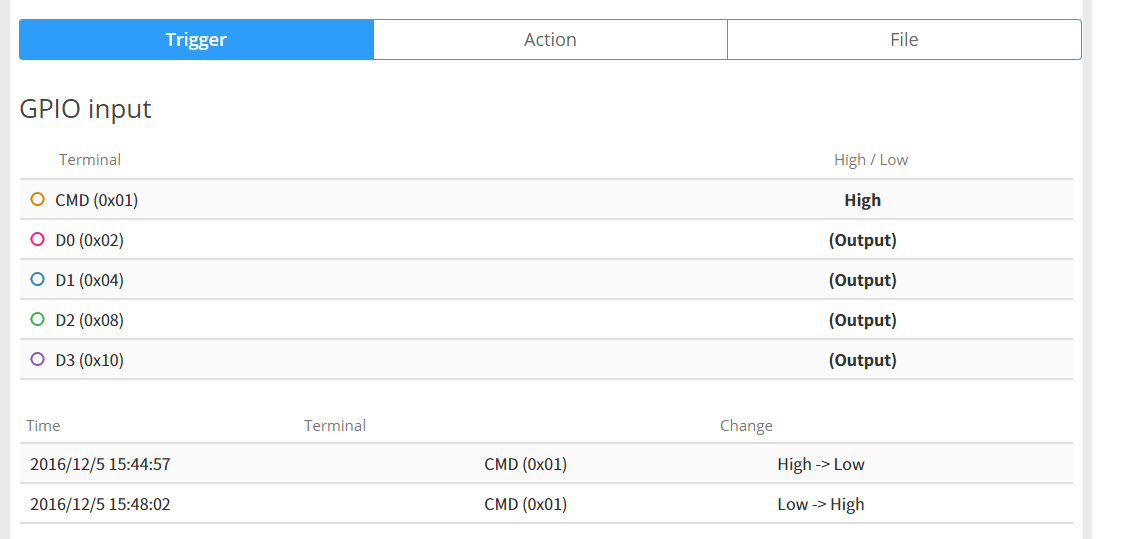 Trigger Action File
GPIO input
Terminal High / Low
CMD (0x01) High
D0 (0x02) (Output)
D1 (0x04) (Output)
D2 (0x08) (Output)
D3 (0x10) (Output)
Time Terminal Change
2016/12/5 15:44:57 CMD (0x01) High -> Low
2016/12/5 15:48:02 CMD (0x01) Low -> High